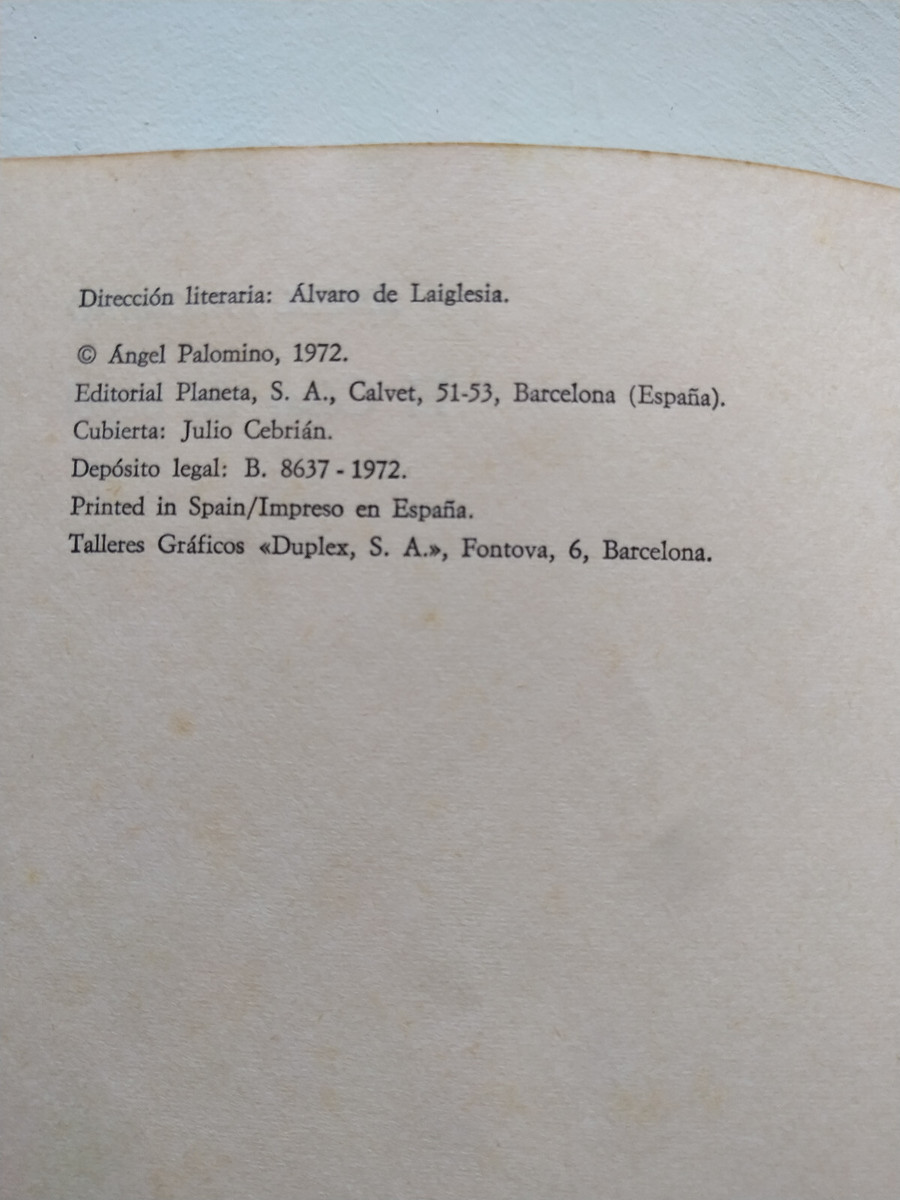 Dirección literaria: Álvaro de Laiglesia.
© Ángel Palomino, 1972.
Editorial Planeta, S. A., Calvet, 51-53, Barcelona (España).
Cubierta: Julio Cebrián.
Depósito legal: B. 8637 - 1972.
Printed in Spain/Impreso en España.
Talleres Gráficos «Duplex, S. A.», Fontova, 6, Barcelona.